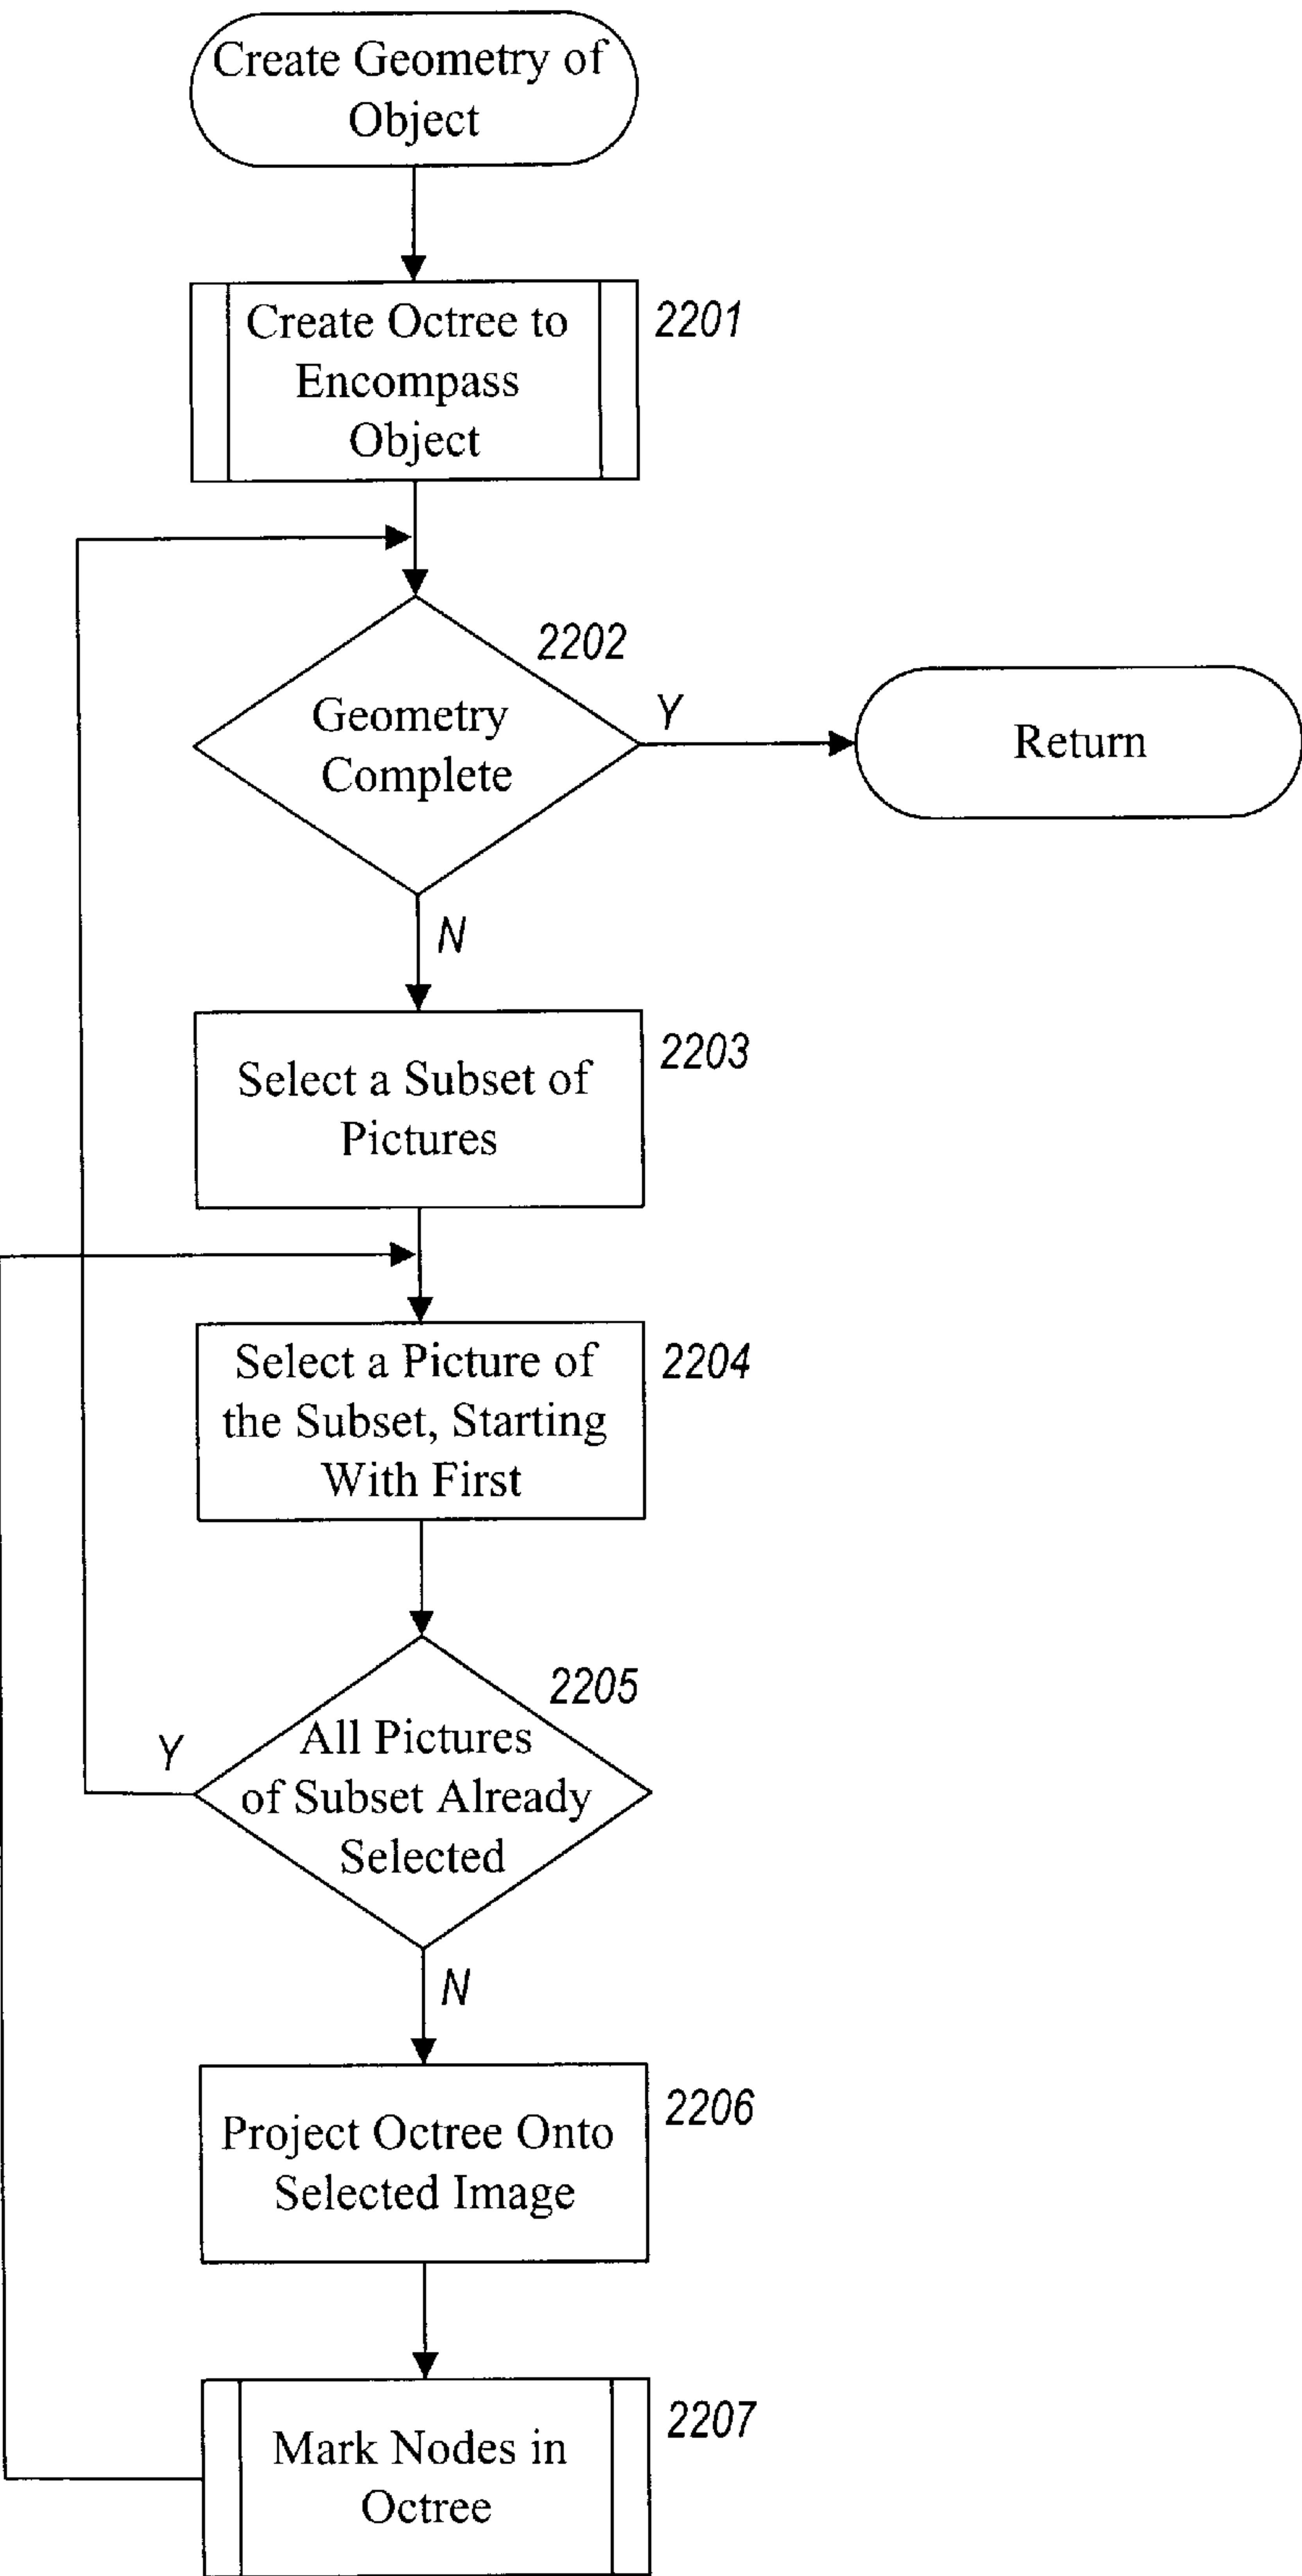 Create Geometry of
Object
Create Octree to
Encompass
Object
2201
2202
Geometry
Complete
Y
Return
N
Select a Subset of
Pictures
2203
Select a Picture of
the Subset, Starting
With First
2204
2205
All Pictures
of Subset Already
Selected
Y
N
Project Octree Onto
Selected Image
2206
Mark Nodes in
Octree
2207